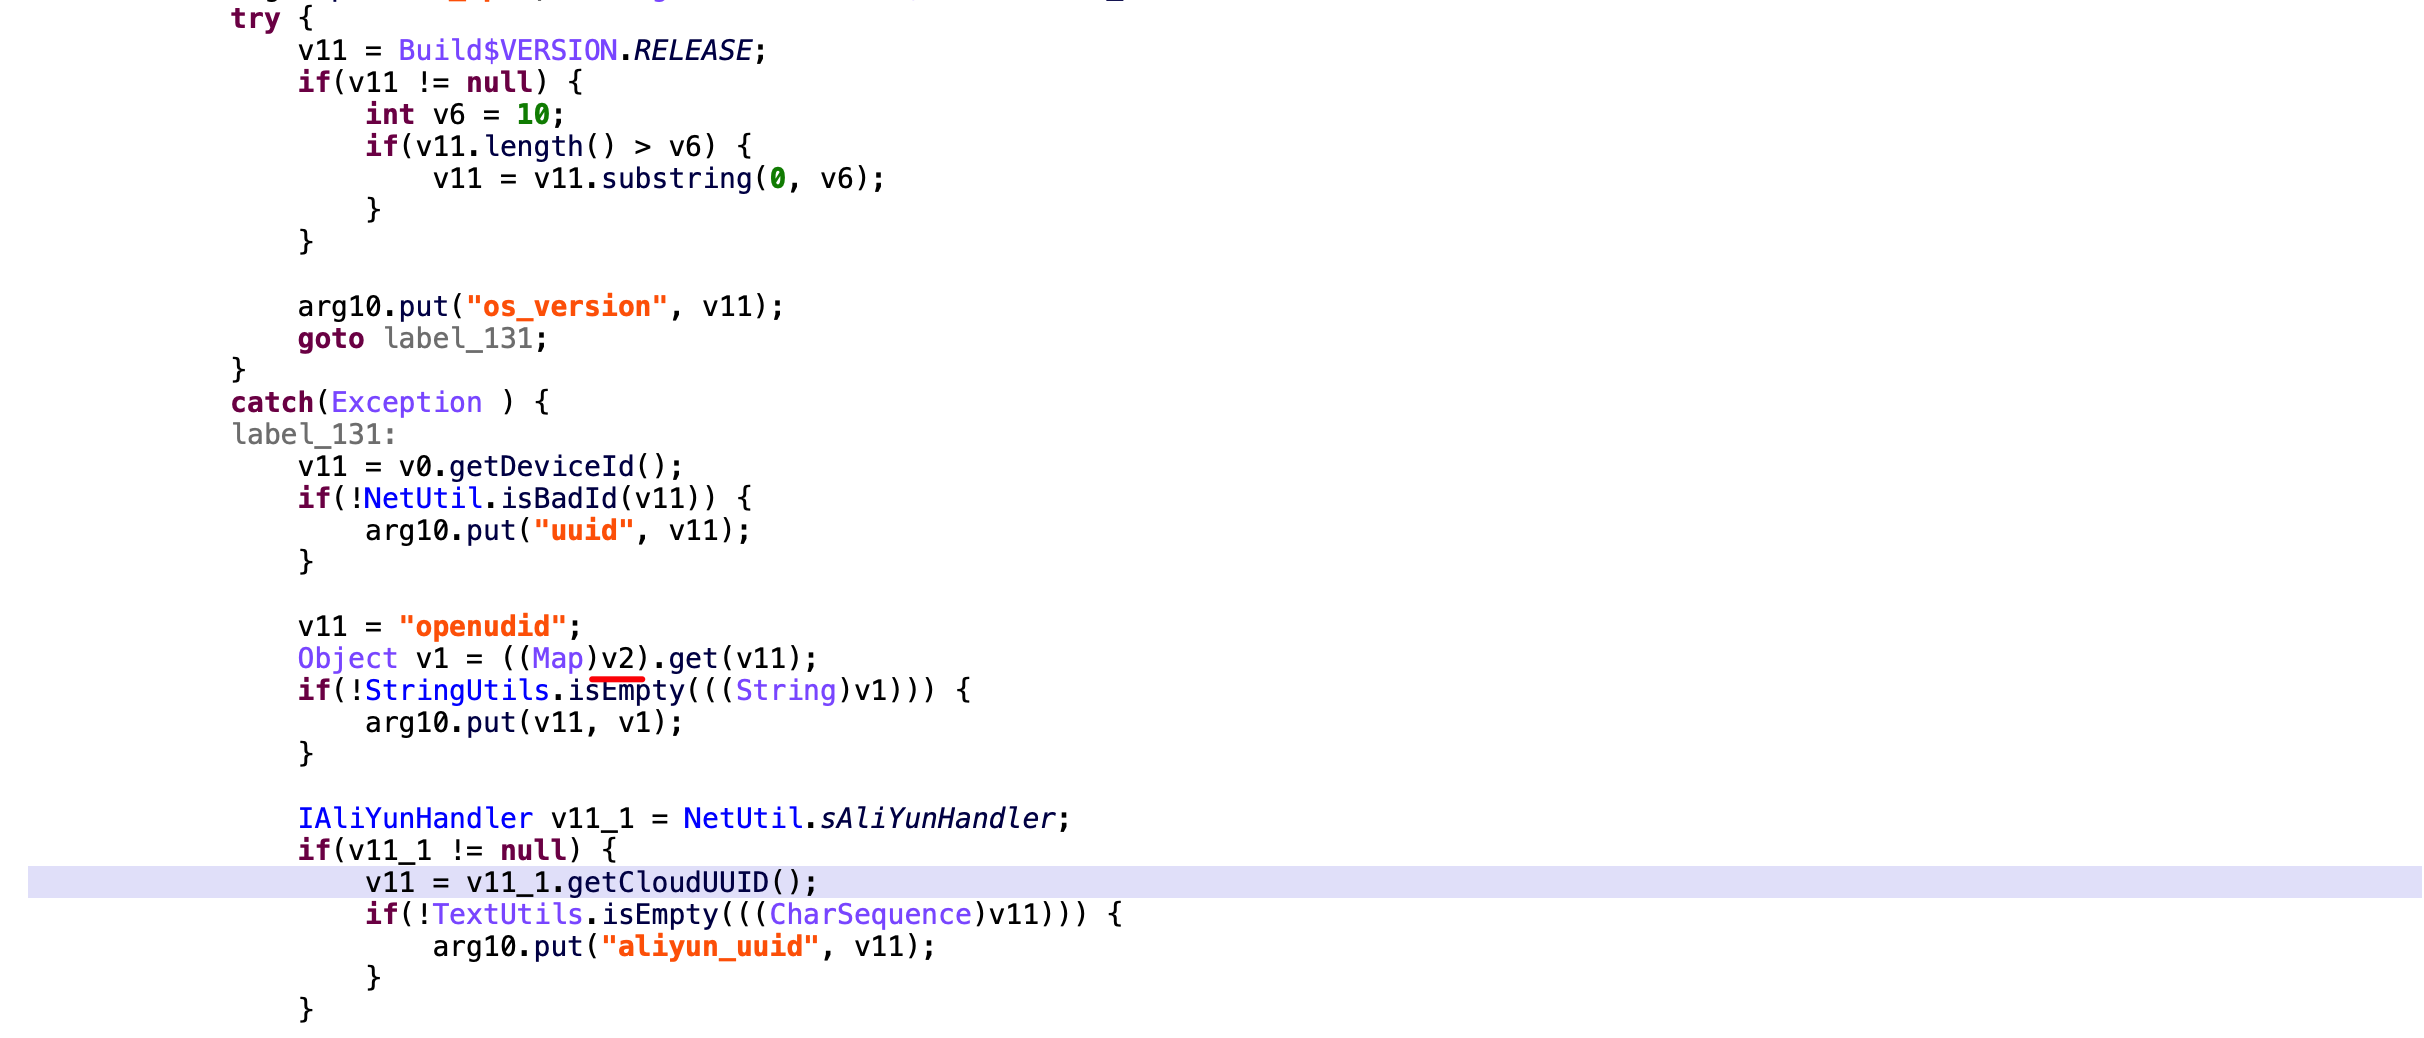 try {
v11 = Build$VERSION.RELEASE;
if(v11 != null) {
int v6 = 10;
if(v11.length() > v6) {
v11 = v11.substring(0, v6);
}
}
arg10.put("os_version", v11);
goto label_131;
}
catch(Exception ) {
label_131:
v11 = v0.getDeviceId();
if(!NetUtil.isBadId(v11)) {
arg10.put("uuid", v11);
}
v11 = "openudid";
Object v1 = ((Map)v2).get(v11);
if(!StringUtils.isEmpty(((String)v1))) {
arg10.put(v11, v1);
}
IAliYunHandler v11_1 = NetUtil.sAliYunHandler;
if(v11_1 != null) {
v11 = v11_1.getCloudUUID();
if(!TextUtils.isEmpty(((CharSequence)v11))) {
arg10.put("aliyun_uuid", v11);
}
}